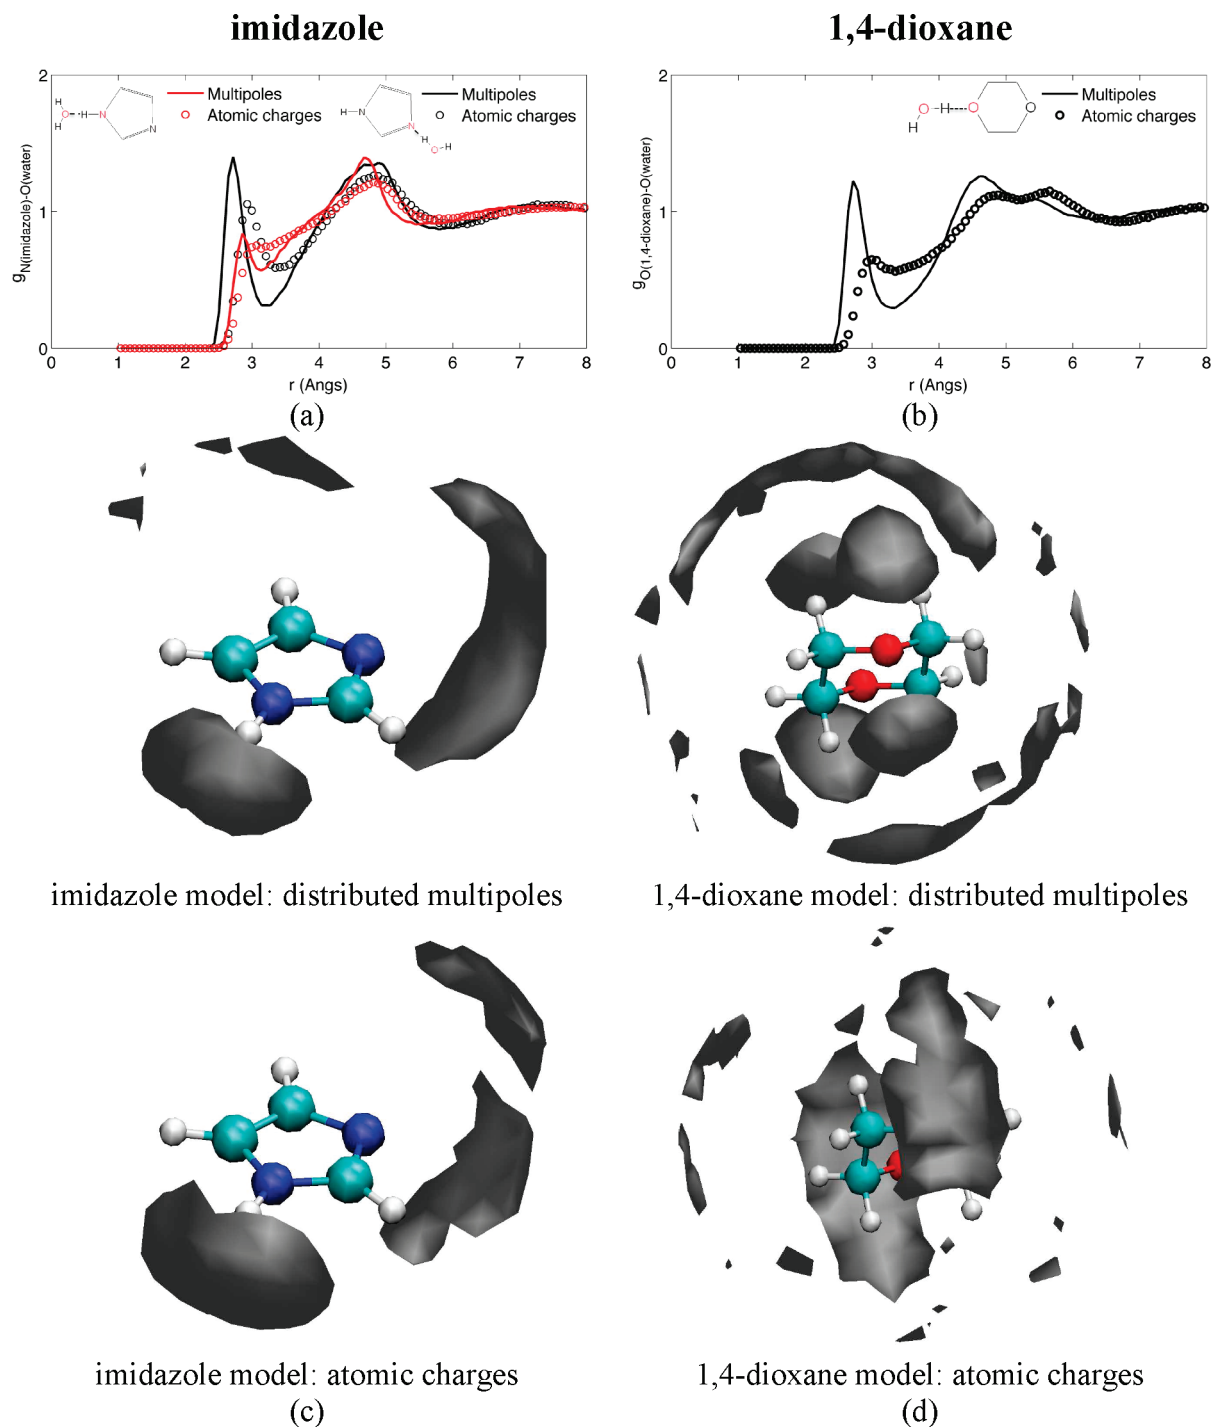 imidazole
1,4-dioxane
2
1
0
g_N(imidazole)-O(water)
H
O
H
H
N
N
Multipoles
Atomic charges
H
N
N
H
O
H
Multipoles
Atomic charges
0 1 2 3 4 5 6 7 8
r (Angs)
(a)
2
1
0
g_O(1,4-dioxane)-O(water)
O
H
H
O
O
Multipoles
Atomic charges
0 1 2 3 4 5 6 7 8
r (Angs)
(b)
imidazole model: distributed multipoles
1,4-dioxane model: distributed multipoles
imidazole model: atomic charges
1,4-dioxane model: atomic charges
(c)
(d)